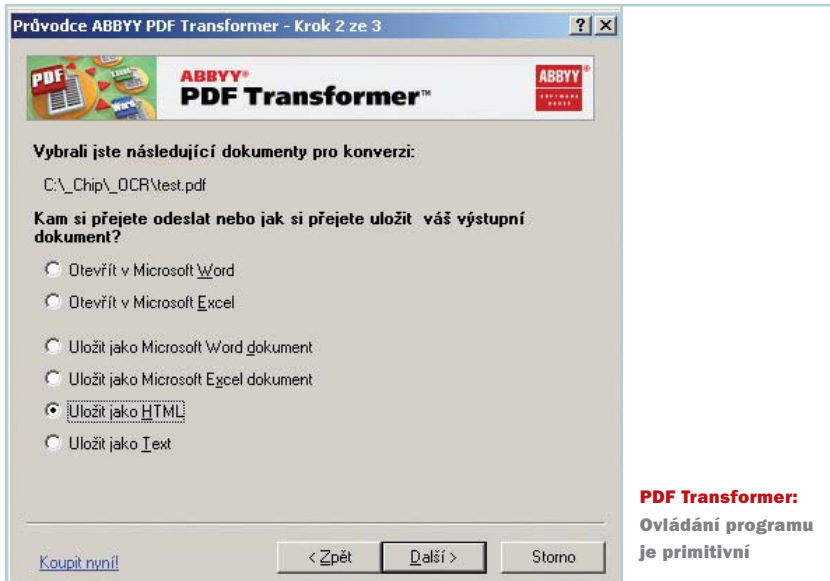 Průvodce ABBYY PDF Transformer - Krok 2 ze 3
PDF
Word
ABBYY®
PDF Transformer™
ABBYY®
SOFTWARE
HOUSE
Vybrali jste následující dokumenty pro konverzi:
C:\_Chip\_OCR\test.pdf
Kam si přejete odeslat nebo jak si přejete uložit váš výstupní
dokument?
Otevřít v Microsoft Word
Otevřít v Microsoft Excel
Uložit jako Microsoft Word dokument
Uložit jako Microsoft Excel dokument
Uložit jako HTML
Uložit jako Text
Koupit nyní!
< Zpět
Další >
Storno
PDF Transformer:
Ovládání programu
je primitivní